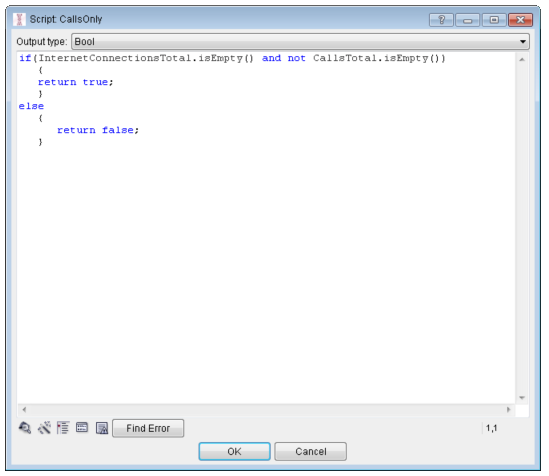 Script: CallsOnly
Output type: Bool
if(InternetConnectionsTotal.isEmpty() and not CallsTotal.isEmpty())
{
return true;
}
else
{
return false;
}
Find Error
1,1
OK
Cancel